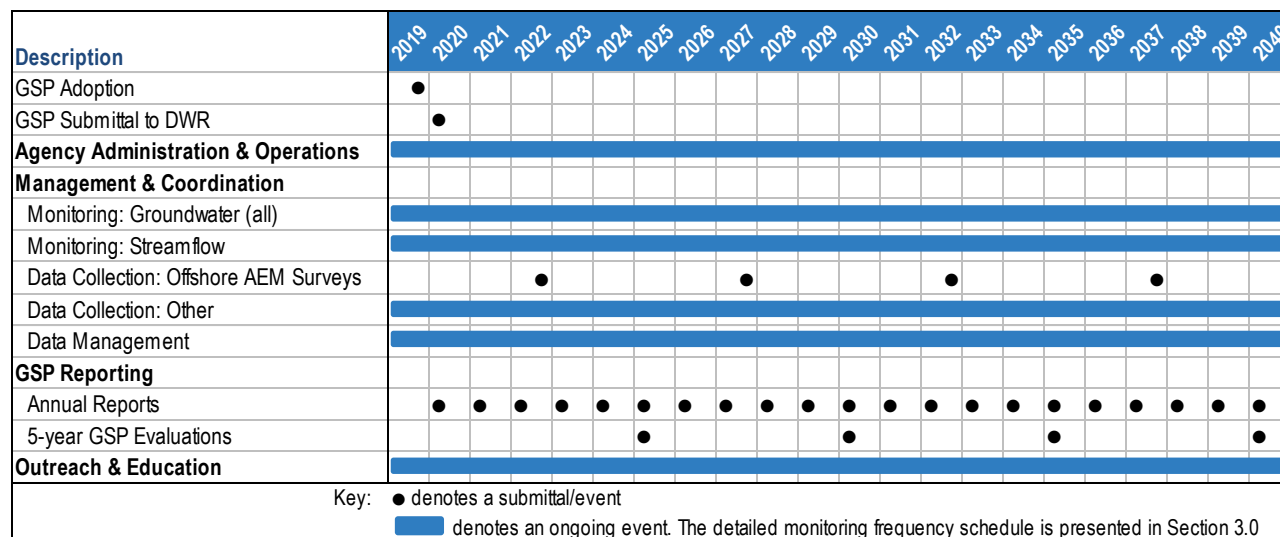 Description 2019 2020 2021 2022 2023 2024 2025 2026 2027 2028 2029 2030 2031 2032 2033 2034 2035 2036 2037 2038 2039 2040
GSP Adoption ●
GSP Submittal to DWR ●
Agency Administration & Operations
Management & Coordination
Monitoring: Groundwater (all)
Monitoring: Streamflow
Data Collection: Offshore AEM Surveys ● ● ● ●
Data Collection: Other
Data Management
GSP Reporting
Annual Reports ● ● ● ● ● ● ● ● ● ● ● ● ● ● ● ● ● ● ● ● ●
5-year GSP Evaluations ● ● ● ●
Outreach & Education
Key: ● denotes a submittal/event
denotes an ongoing event. The detailed monitoring frequency schedule is presented in Section 3.0